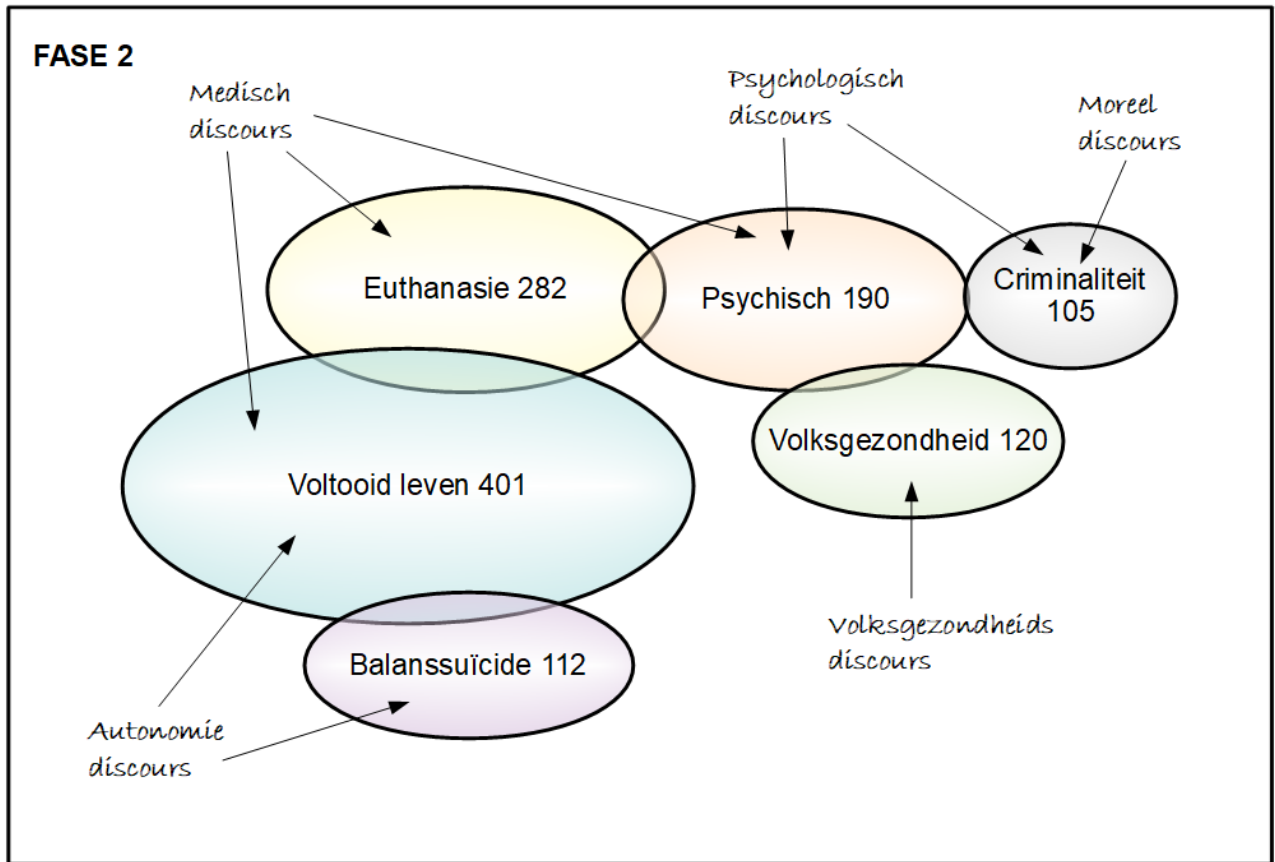 FASE 2
Medisch
discours
Psychologisch
discours
Moreel
discours
Euthanasie 282
Psychisch 190
Criminaliteit
105
Volksgezondheid 120
Voltooid leven 401
Volksgezondheids
discours
Balanssuïcide 112
Autonomie
discours